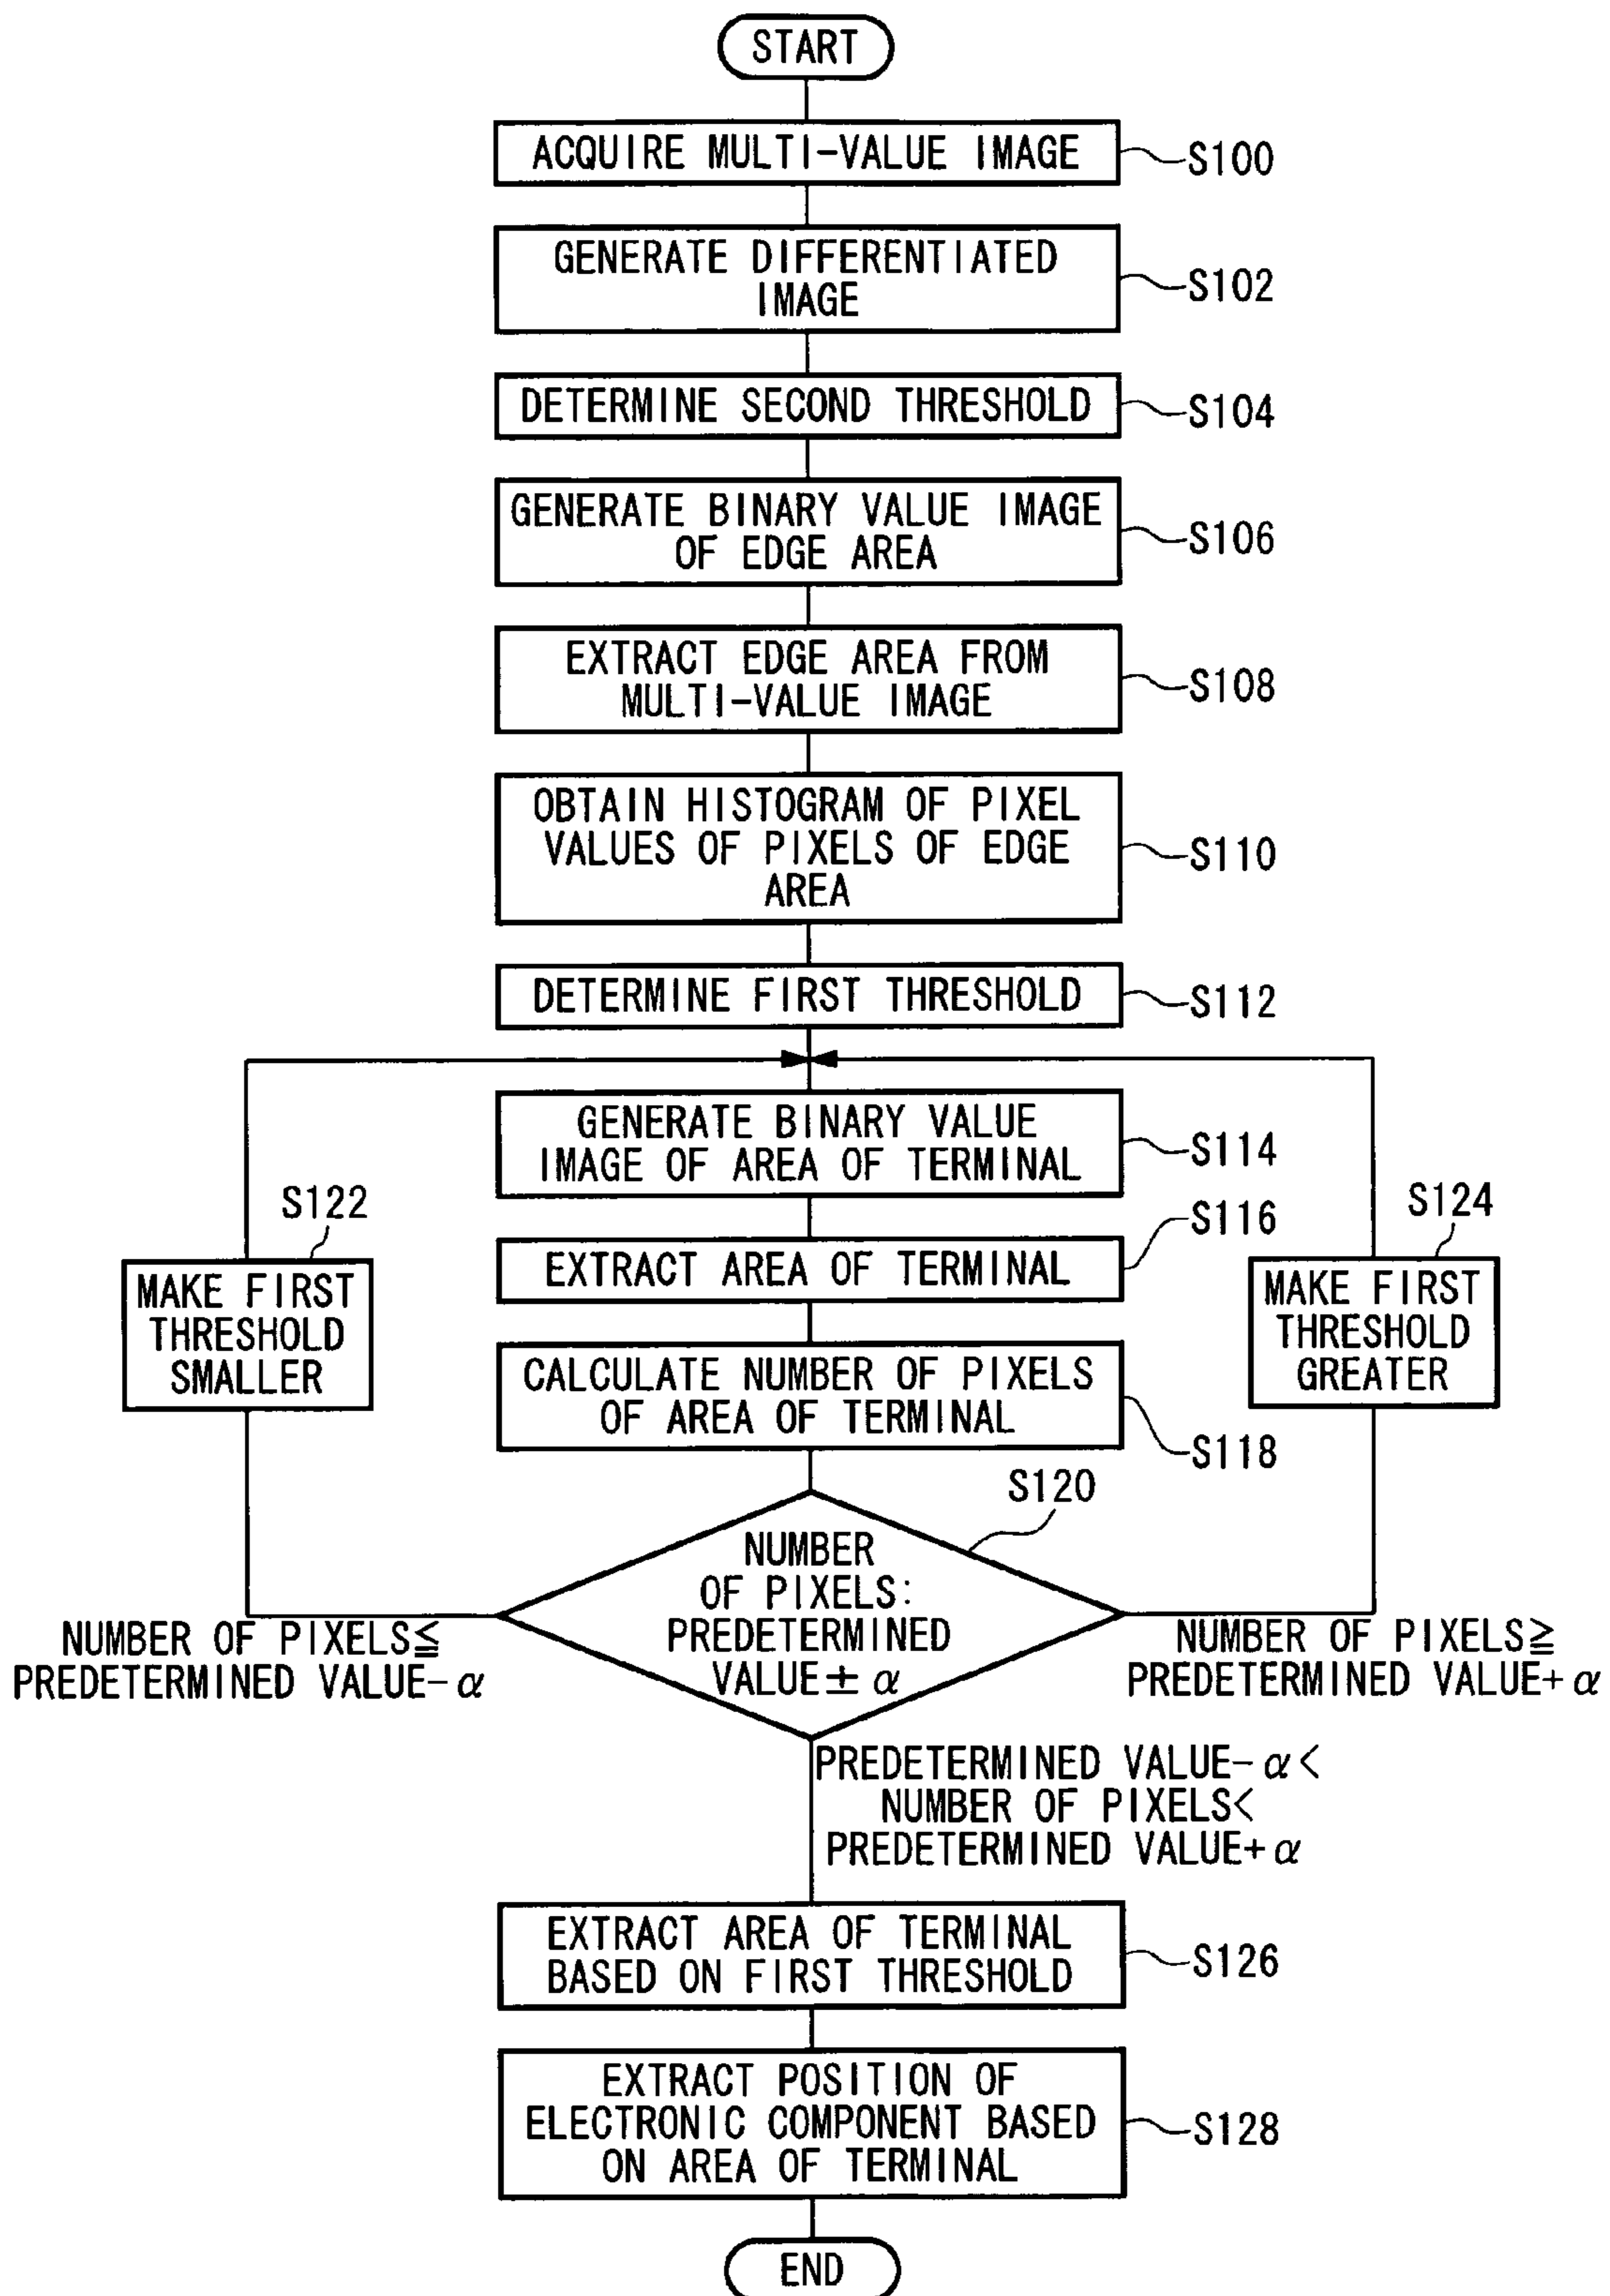 START
ACQUIRE MULTI-VALUE IMAGE
S100
GENERATE DIFFERENTIATED
IMAGE
S102
DETERMINE SECOND THRESHOLD
S104
GENERATE BINARY VALUE IMAGE
OF EDGE AREA
S106
EXTRACT EDGE AREA FROM
MULTI-VALUE IMAGE
S108
OBTAIN HISTOGRAM OF PIXEL
VALUES OF PIXELS OF EDGE
AREA
S110
DETERMINE FIRST THRESHOLD
S112
GENERATE BINARY VALUE
IMAGE OF AREA OF TERMINAL
S114
EXTRACT AREA OF TERMINAL
S116
CALCULATE NUMBER OF PIXELS
OF AREA OF TERMINAL
S118
S122
MAKE FIRST
THRESHOLD
SMALLER
S124
MAKE FIRST
THRESHOLD
GREATER
S120
NUMBER
OF PIXELS:
PREDETERMINED
VALUE±α
NUMBER OF PIXELS≦
PREDETERMINED VALUE-α
NUMBER OF PIXELS≧
PREDETERMINED VALUE+α
PREDETERMINED VALUE-α<
NUMBER OF PIXELS<
PREDETERMINED VALUE+α
EXTRACT AREA OF TERMINAL
BASED ON FIRST THRESHOLD
S126
EXTRACT POSITION OF
ELECTRONIC COMPONENT BASED
ON AREA OF TERMINAL
S128
END